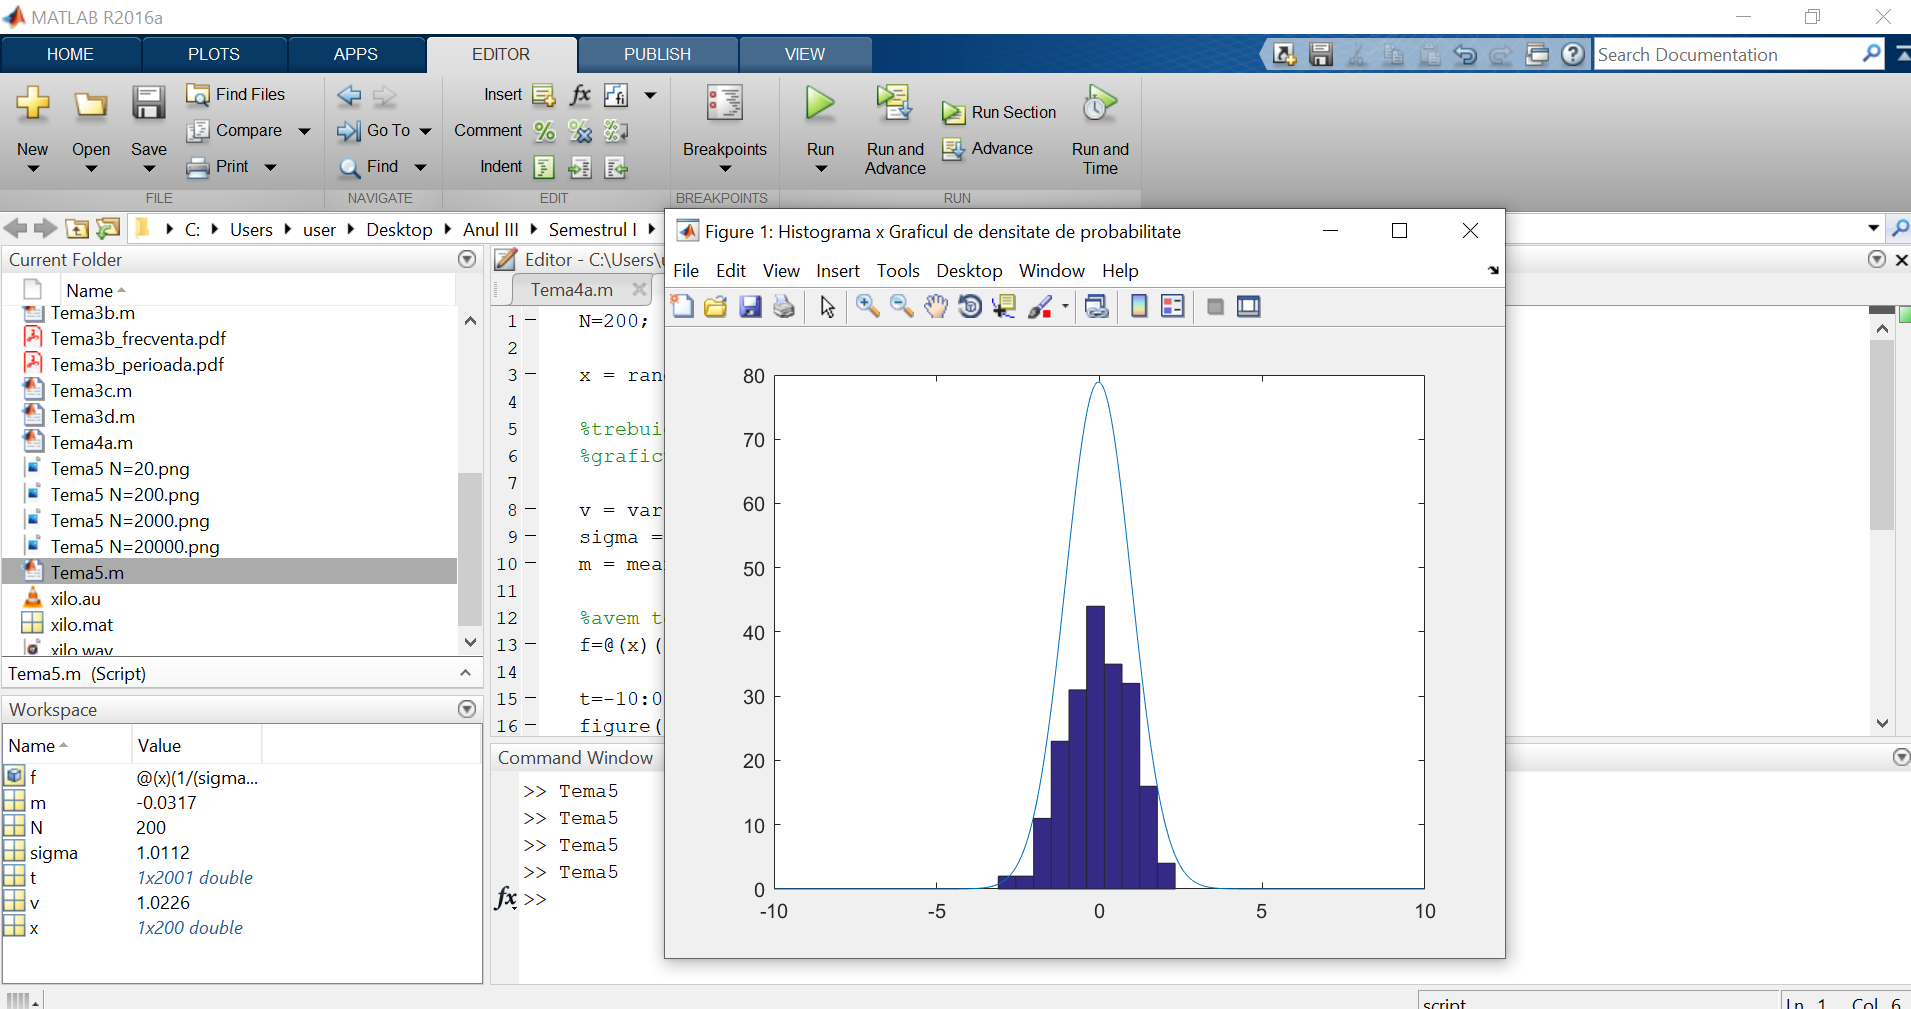 MATLAB R2016a
HOME PLOTS APPS EDITOR PUBLISH VIEW
Search Documentation
New Open Save
Find Files
Compare
Print
FILE
Go To
Find
NAVIGATE
Insert
Comment
Indent
EDIT
Breakpoints
BREAKPOINTS
Run
Run and Advance
Run Section
Advance
Run and Time
RUN
C: Users user Desktop Anul III Semestrul I
Current Folder
Name
Tema3b.m
Tema3b_frecventa.pdf
Tema3b_perioada.pdf
Tema3c.m
Tema3d.m
Tema4a.m
Tema5 N=20.png
Tema5 N=200.png
Tema5 N=2000.png
Tema5 N=20000.png
Tema5.m
xilo.au
xilo.mat
xilo.wav
Tema5.m (Script)
Workspace
Name Value
f @(x)(1/(sigma...
m -0.0317
N 200
sigma 1.0112
t 1x2001 double
v 1.0226
x 1x200 double
Editor - C:\Users\
Tema4a.m
1 N=200;
2
3 x = ran
4
5 %trebui
6 %grafic
7
8 v = var
9 sigma =
10 m = mea
11
12 %avem t
13 f=@(x)(
14
15 t=-10:0
16 figure(
Command Window
>> Tema5
>> Tema5
>> Tema5
>> Tema5
fx >>
Figure 1: Histograma x Graficul de densitate de probabilitate
File Edit View Insert Tools Desktop Window Help
80
70
60
50
40
30
20
10
0
-10 -5 0 5 10
script
Ln 1 Col 6